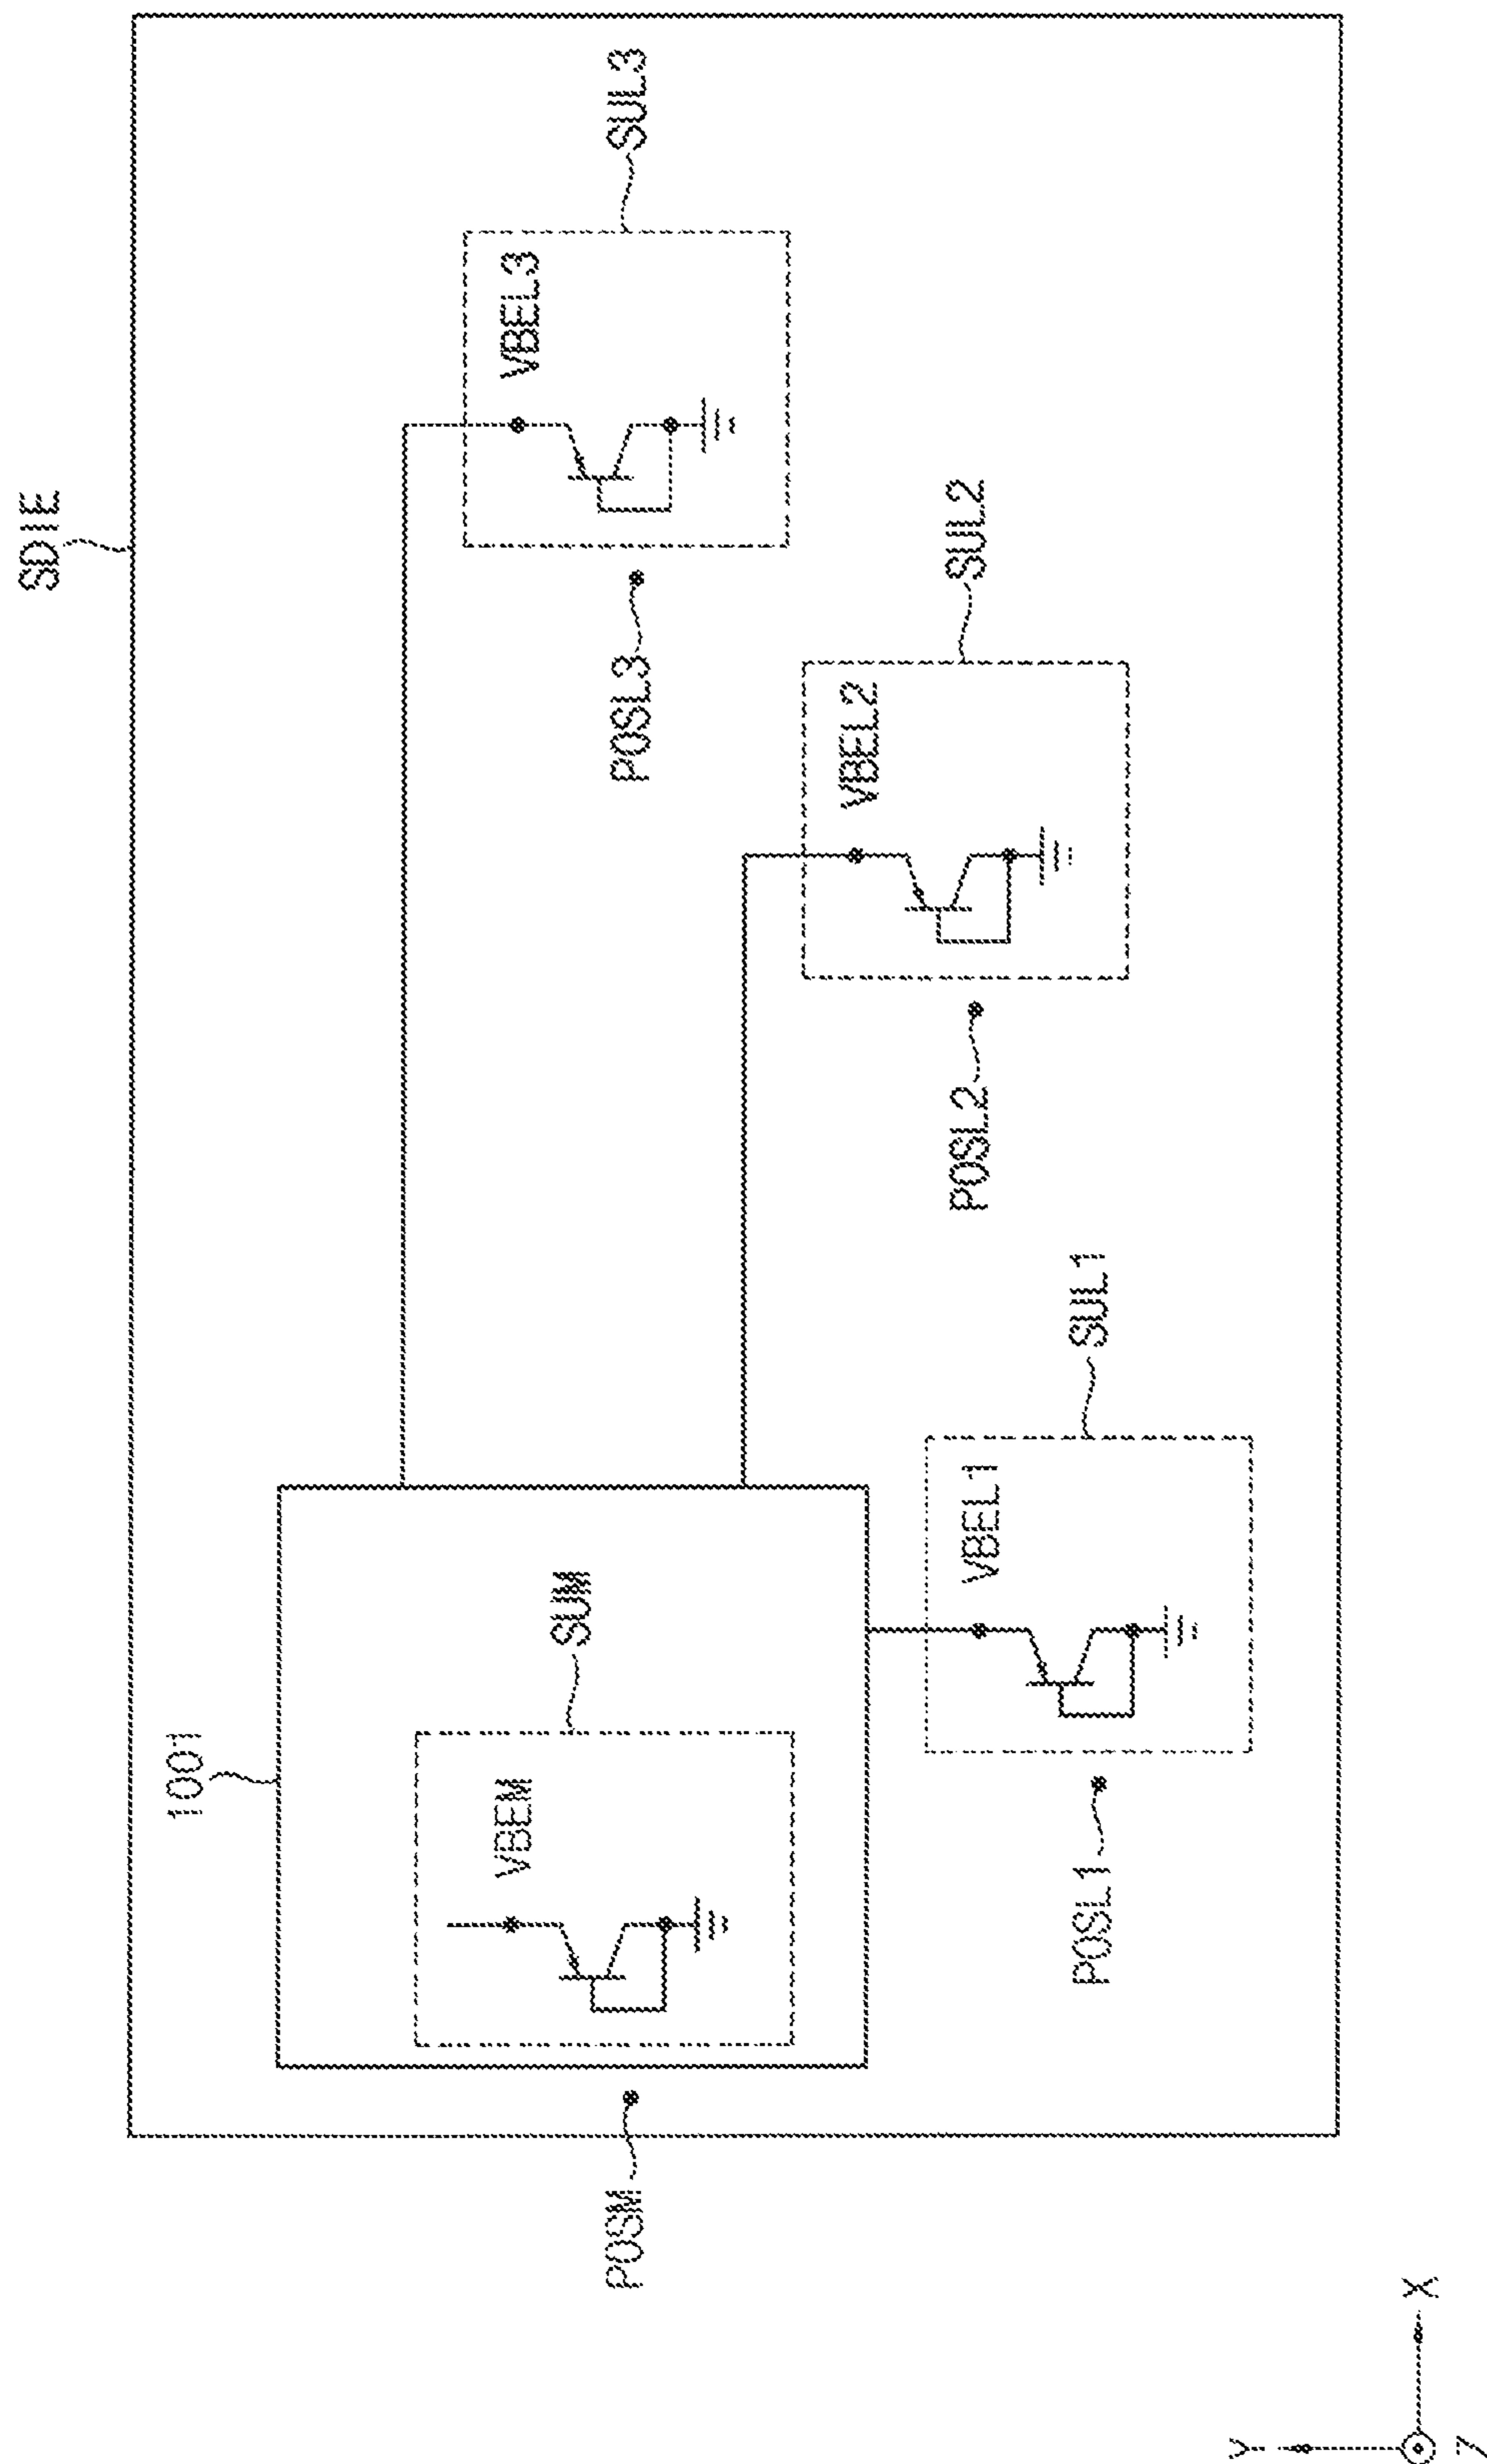 SDIE
1001
SUM
VBEM
POSM
SUL3
VBEL3
POSL3
SUL2
VBEL2
POSL2
SUL1
VBEL1
POSL1
Y
X
Z